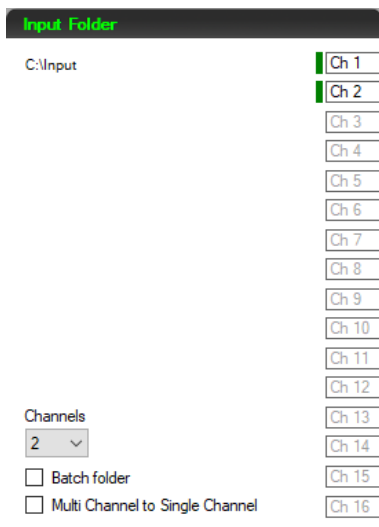 Input Folder
C:\Input
Ch 1
Ch 2
Ch 3
Ch 4
Ch 5
Ch 6
Ch 7
Ch 8
Ch 9
Ch 10
Ch 11
Ch 12
Channels
Ch 13
2
Ch 14
Batch folder
Ch 15
Multi Channel to Single Channel
Ch 16